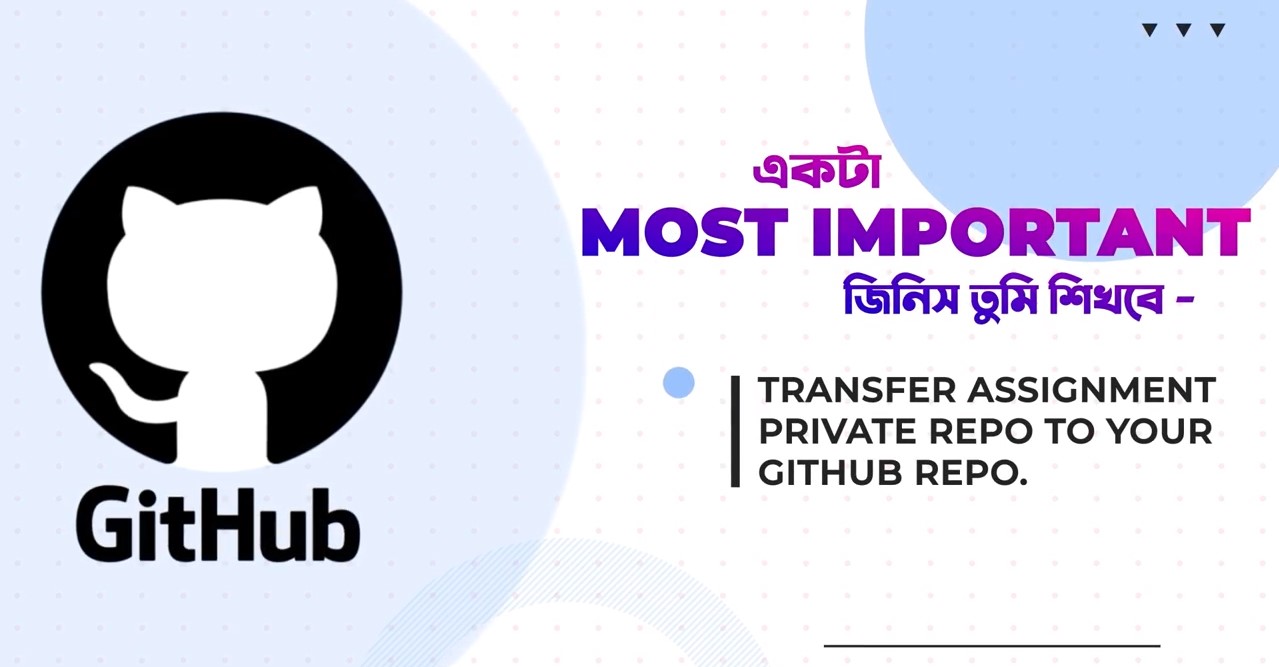 GitHub
একটা
MOST IMPORTANT
জিনিস তুমি শিখবে -
TRANSFER ASSIGNMENT
PRIVATE REPO TO YOUR
GITHUB REPO.